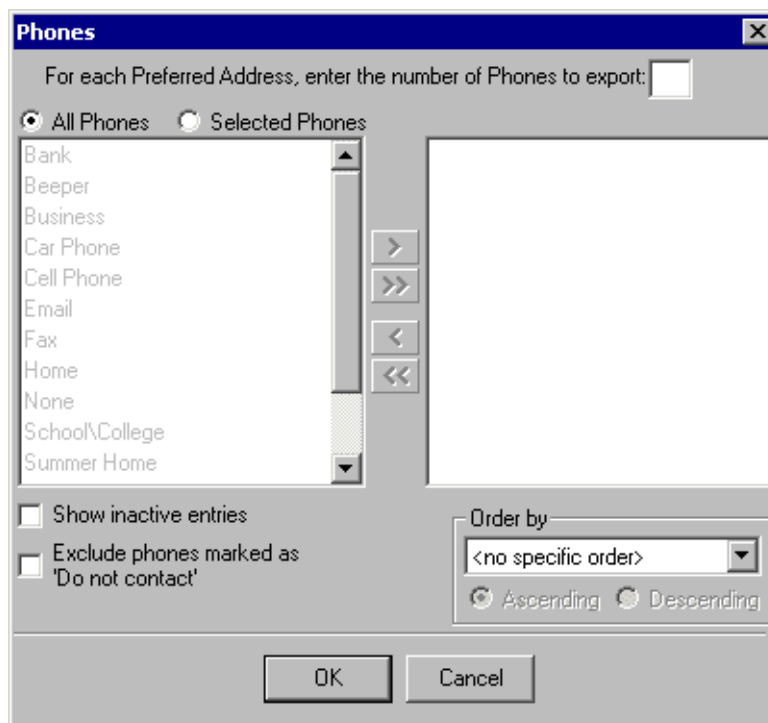 Phones
For each Preferred Address, enter the number of Phones to export:
All Phones Selected Phones
Bank
Beeper
Business
Car Phone
Cell Phone
Email
Fax
Home
None
School\College
Summer Home
>
>>
<
<<
Show inactive entries
Exclude phones marked as
'Do not contact'
Order by
<no specific order>
Ascending Descending
OK Cancel